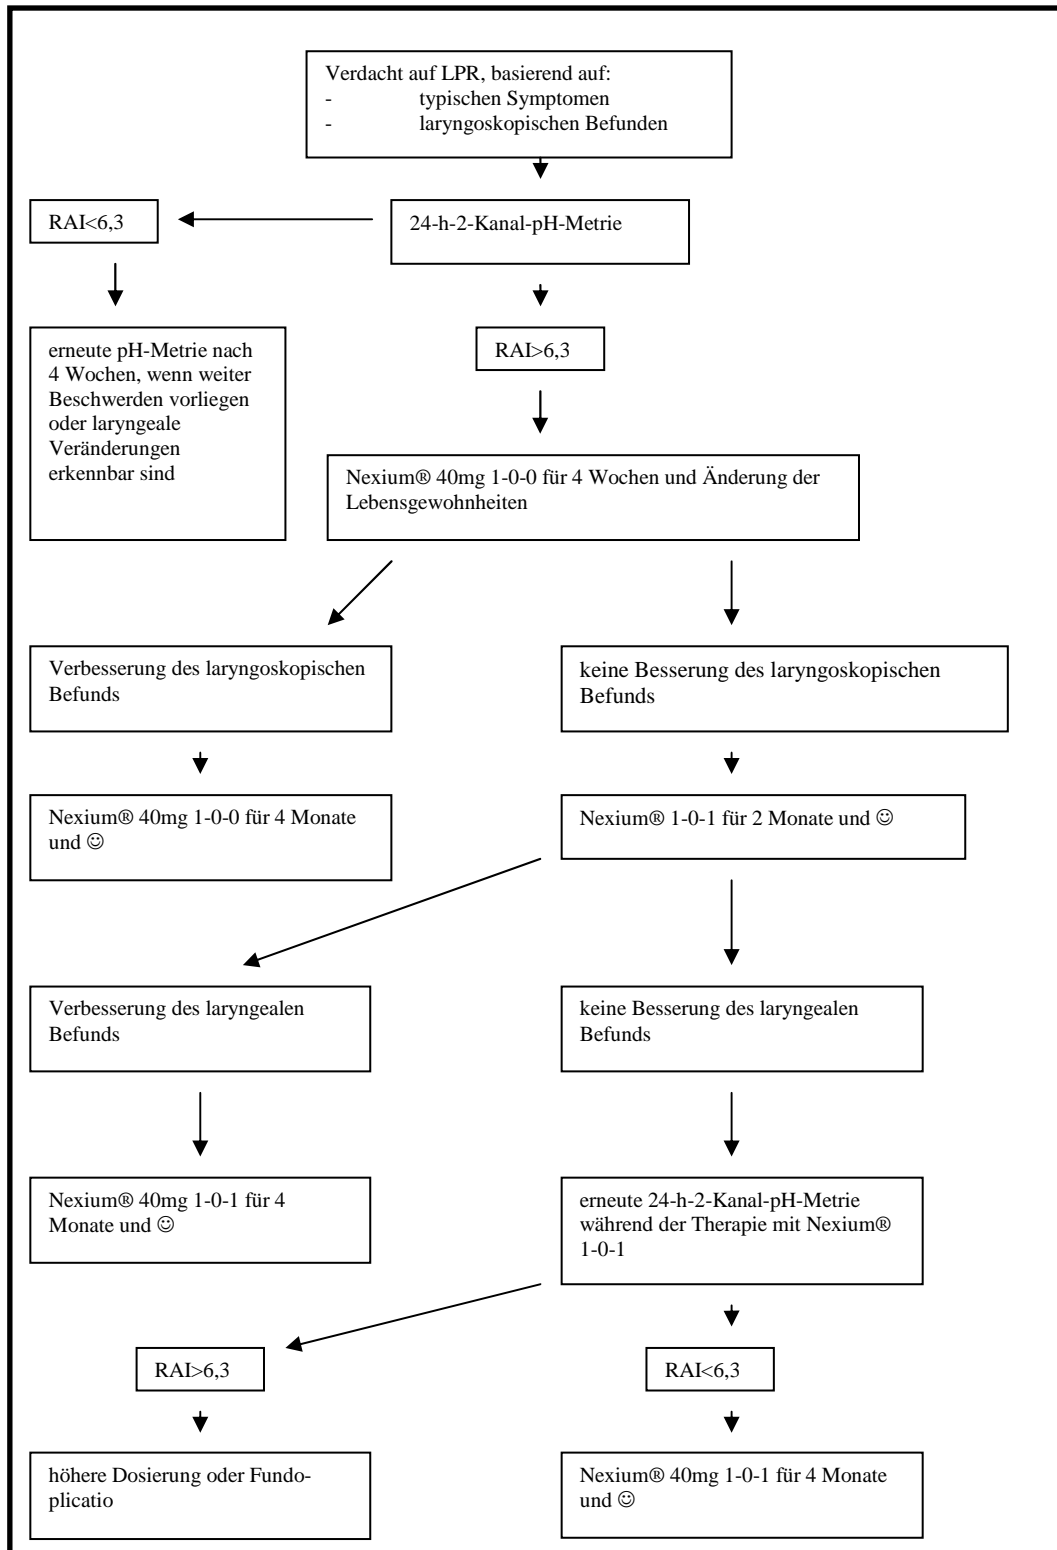 Verdacht auf LPR, basierend auf:
- typischen Symptomen
- laryngoskopischen Befunden
RAI<6,3
24-h-2-Kanal-pH-Metrie
erneute pH-Metrie nach
4 Wochen, wenn weiter
Beschwerden vorliegen
oder laryngeale
Veränderungen
erkennbar sind
RAI>6,3
Nexium® 40mg 1-0-0 für 4 Wochen und Änderung der
Lebensgewohnheiten
Verbesserung des laryngoskopischen
Befunds
keine Besserung des laryngoskopischen
Befunds
Nexium® 40mg 1-0-0 für 4 Monate
und ☺
Nexium® 1-0-1 für 2 Monate und ☺
Verbesserung des laryngealen
Befunds
keine Besserung des laryngealen
Befunds
Nexium® 40mg 1-0-1 für 4
Monate und ☺
erneute 24-h-2-Kanal-pH-Metrie
während der Therapie mit Nexium®
1-0-1
RAI>6,3
RAI<6,3
höhere Dosierung oder Fundo-
plicatio
Nexium® 40mg 1-0-1 für 4 Monate
und ☺